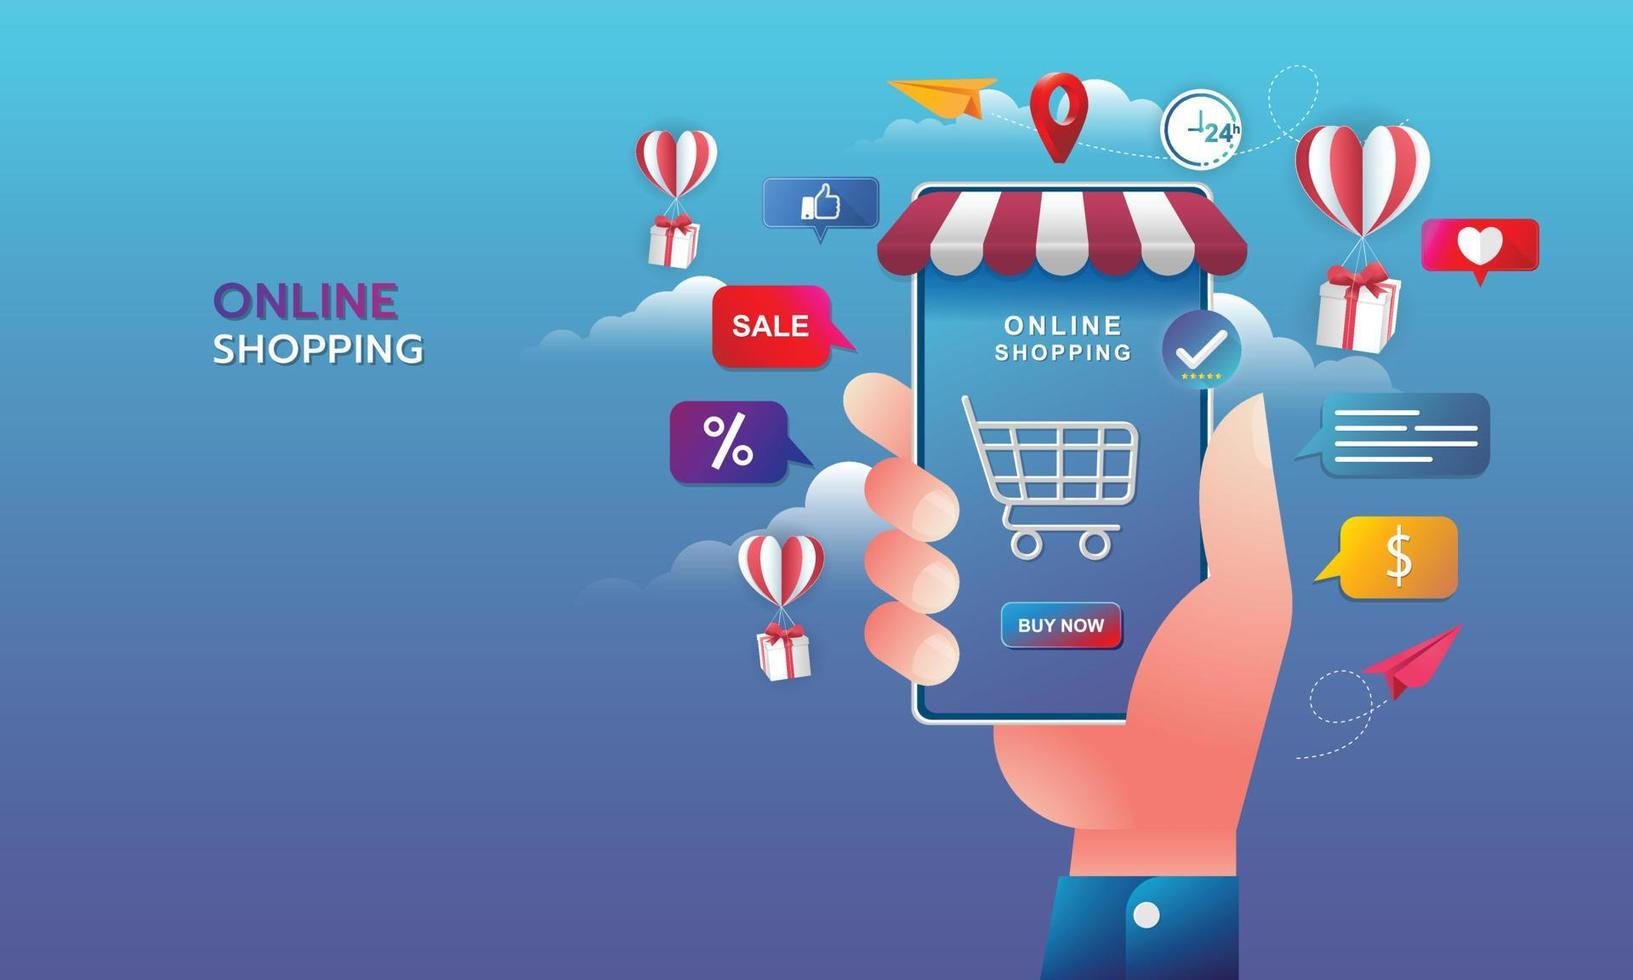 ONLINE
SHOPPING
24h
SALE
ONLINE
SHOPPING
%
$
BUY NOW